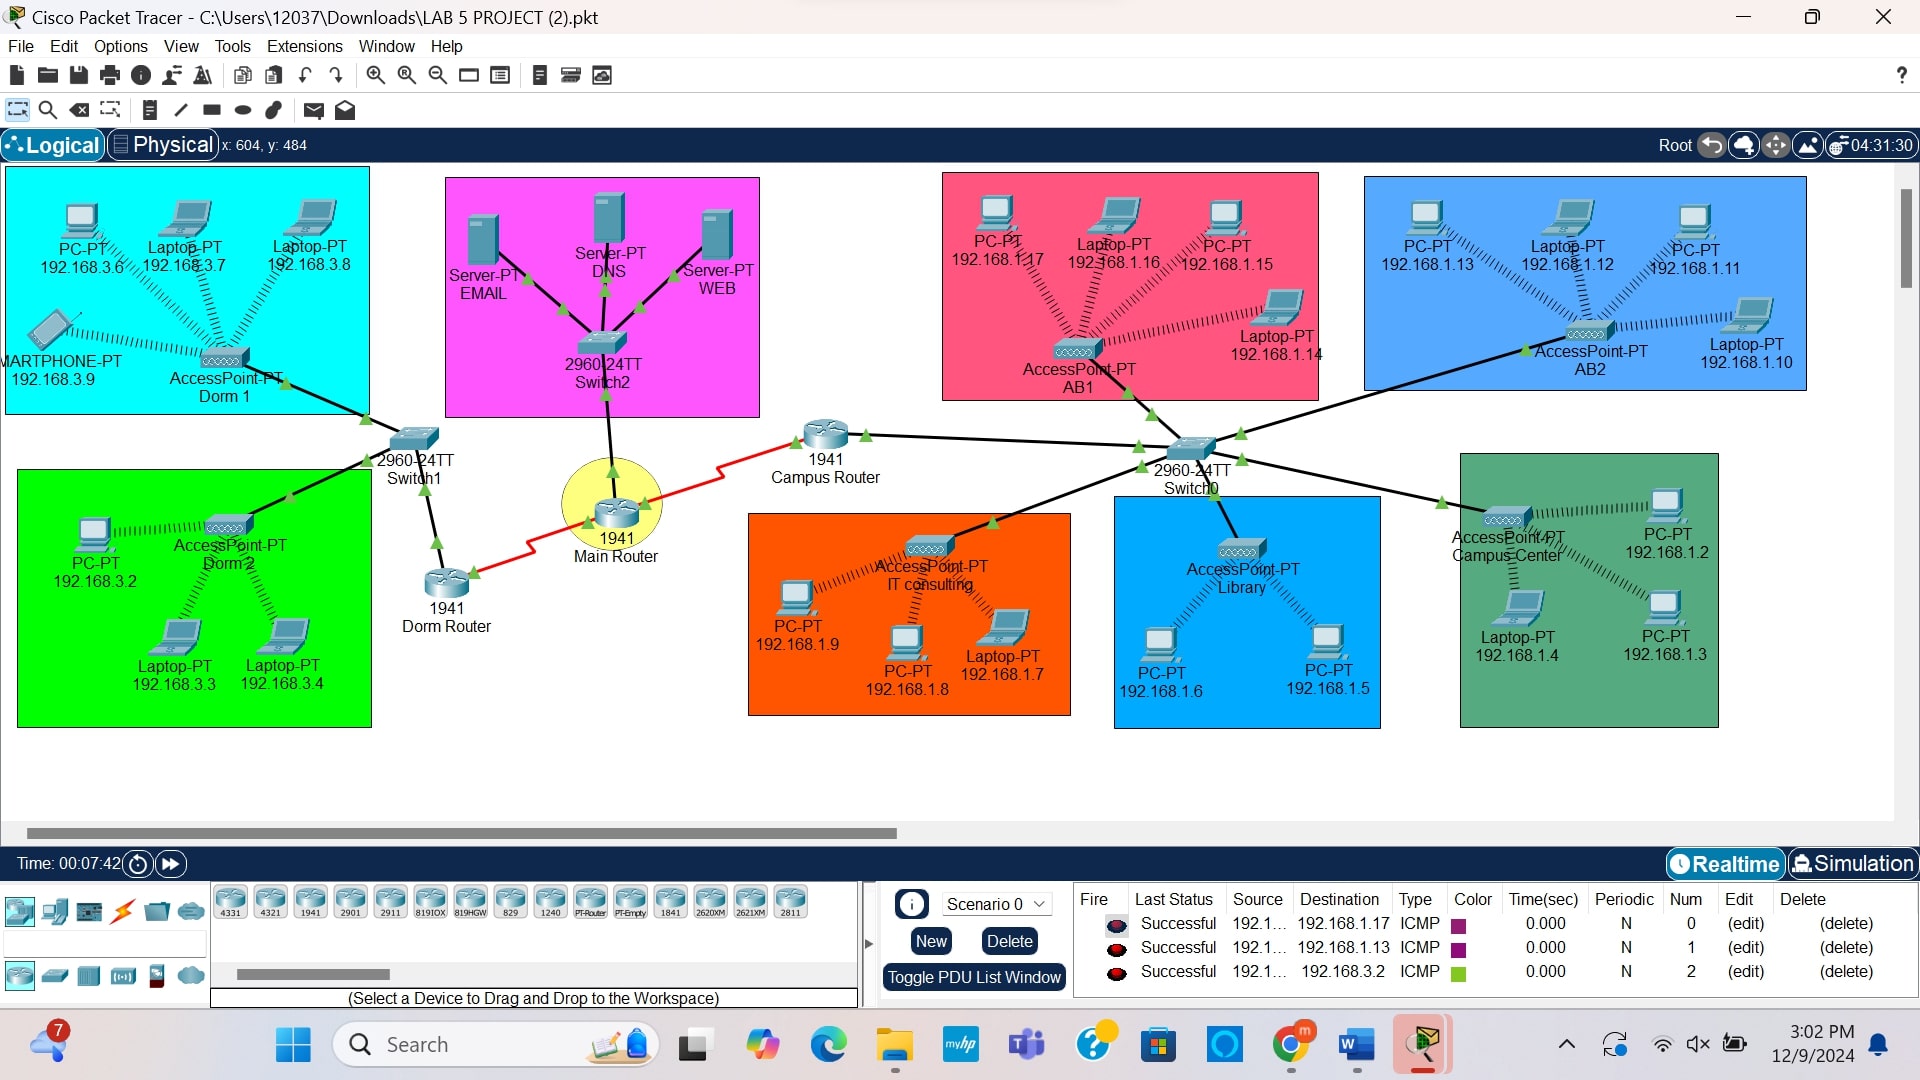 Cisco Packet Tracer - C:\Users\12037\Downloads\LAB 5 PROJECT (2).pkt
File Edit Options View Tools Extensions Window Help
?
Logical Physical x: 604, y: 484
Root 04:31:30
PC-PT
192.168.3.6
Laptop-PT
192.168.3.7
Laptop-PT
192.168.3.8
MARTPHONE-PT
192.168.3.9
AccessPoint-PT
Dorm 1
Server-PT
EMAIL
Server-PT
DNS
Server-PT
WEB
2960-24TT
Switch2
PC-PT
192.168.1.17
Laptop-PT
192.168.1.16
PC-PT
192.168.1.15
Laptop-PT
192.168.1.14
AccessPoint-PT
AB1
PC-PT
192.168.1.13
Laptop-PT
192.168.1.12
PC-PT
192.168.1.11
Laptop-PT
192.168.1.10
AccessPoint-PT
AB2
2960-24TT
Switch1
1941
Campus Router
2960-24TT
Switch0
1941
Main Router
1941
Dorm Router
PC-PT
192.168.3.2
AccessPoint-PT
Dorm 2
Laptop-PT
192.168.3.3
Laptop-PT
192.168.3.4
AccessPoint-PT
IT consulting
PC-PT
192.168.1.9
PC-PT
192.168.1.8
Laptop-PT
192.168.1.7
AccessPoint-PT
Library
PC-PT
192.168.1.6
PC-PT
192.168.1.5
AccessPoint-PT
Campus Center
PC-PT
192.168.1.2
Laptop-PT
192.168.1.4
PC-PT
192.168.1.3
Time: 00:07:42
Realtime Simulation
4331 4321 1941 2901 2911 819IOX 819HGW 829 1240 PT-Router PT-Empty 1841 2620XM 2621XM 2811
(Select a Device to Drag and Drop to the Workspace)
Scenario 0
New Delete
Toggle PDU List Window
Fire Last Status Source Destination Type Color Time(sec) Periodic Num Edit Delete
Successful 192.1... 192.168.1.17 ICMP 0.000 N 0 (edit) (delete)
Successful 192.1... 192.168.1.13 ICMP 0.000 N 1 (edit) (delete)
Successful 192.1... 192.168.3.2 ICMP 0.000 N 2 (edit) (delete)
7
Search
myhp
m
W
3:02 PM
12/9/2024